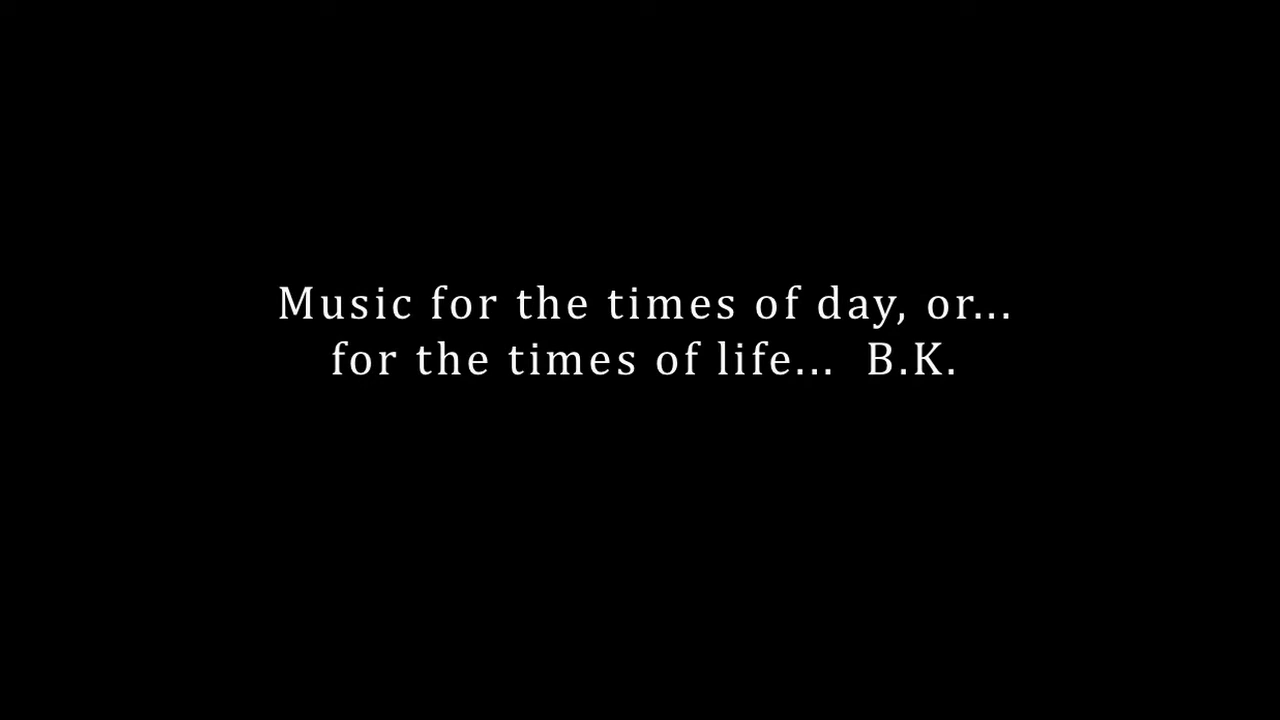 Music for the times of day, or...
for the times of life...  B.K.